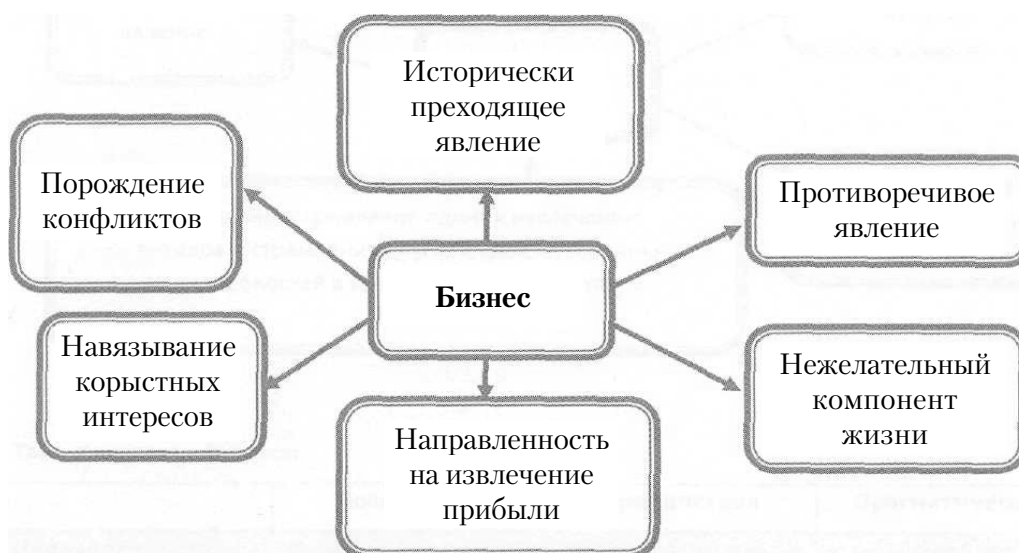 Исторически
преходящее
явление
Порождение
конфликтов
Противоречивое
явление
Бизнес
Навязывание
корыстных
интересов
Нежелательный
компонент
жизни
Направленность
на извлечение
прибыли